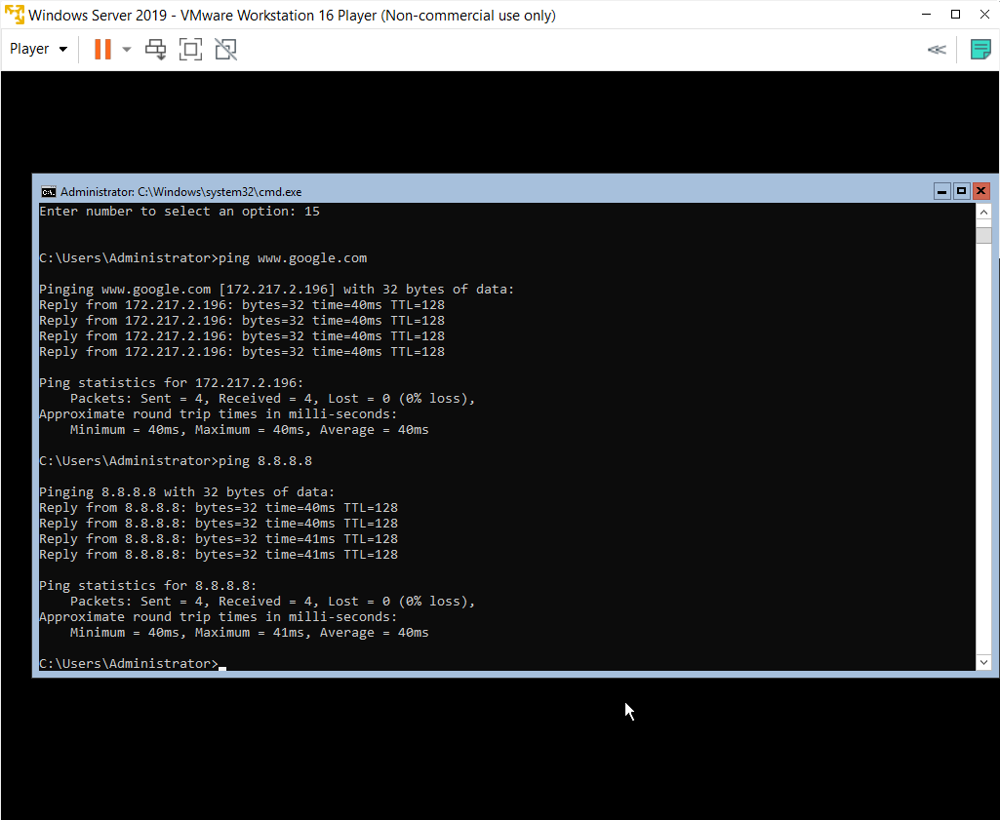 Windows Server 2019 - VMware Workstation 16 Player (Non-commercial use only)
Player
Administrator: C:\Windows\system32\cmd.exe
Enter number to select an option: 15
C:\Users\Administrator>ping www.google.com
Pinging www.google.com [172.217.2.196] with 32 bytes of data:
Reply from 172.217.2.196: bytes=32 time=40ms TTL=128
Reply from 172.217.2.196: bytes=32 time=40ms TTL=128
Reply from 172.217.2.196: bytes=32 time=40ms TTL=128
Reply from 172.217.2.196: bytes=32 time=40ms TTL=128
Ping statistics for 172.217.2.196:
    Packets: Sent = 4, Received = 4, Lost = 0 (0% loss),
Approximate round trip times in milli-seconds:
    Minimum = 40ms, Maximum = 40ms, Average = 40ms
C:\Users\Administrator>ping 8.8.8.8
Pinging 8.8.8.8 with 32 bytes of data:
Reply from 8.8.8.8: bytes=32 time=40ms TTL=128
Reply from 8.8.8.8: bytes=32 time=40ms TTL=128
Reply from 8.8.8.8: bytes=32 time=41ms TTL=128
Reply from 8.8.8.8: bytes=32 time=41ms TTL=128
Ping statistics for 8.8.8.8:
    Packets: Sent = 4, Received = 4, Lost = 0 (0% loss),
Approximate round trip times in milli-seconds:
    Minimum = 40ms, Maximum = 41ms, Average = 40ms
C:\Users\Administrator>